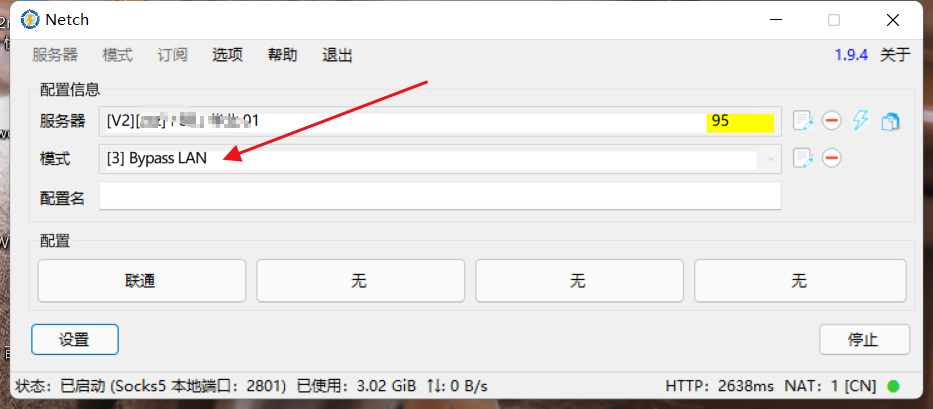 Netch
服务器 模式 订阅 选项 帮助 退出 1.9.4 关于
配置信息
服务器 [V2][ 01 95
模式 [3] Bypass LAN
配置名
配置
联通 无 无 无
设置 停止
状态：已启动 (Socks5 本地端口：2801) 已使用：3.02 GiB ↑↓: 0 B/s HTTP：2638ms NAT：1 [CN]